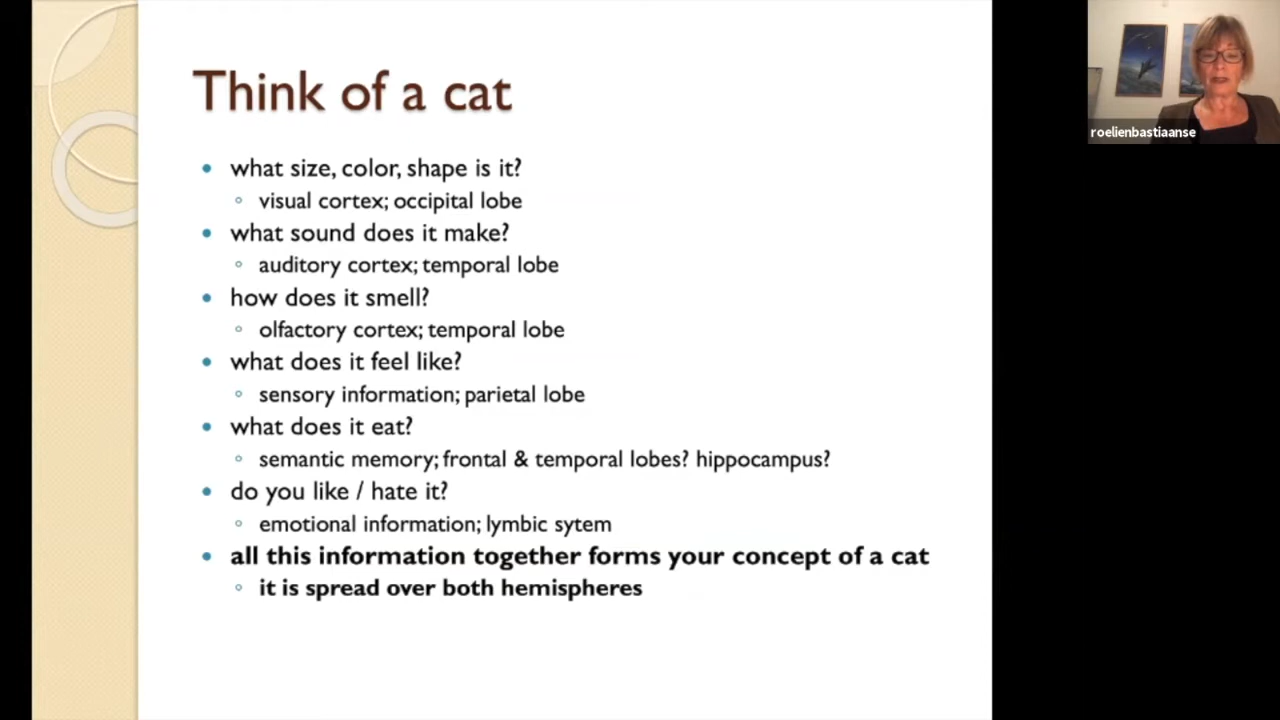 Think of a cat
• what size, color, shape is it?
◦ visual cortex; occipital lobe
• what sound does it make?
◦ auditory cortex; temporal lobe
• how does it smell?
◦ olfactory cortex; temporal lobe
• what does it feel like?
◦ sensory information; parietal lobe
• what does it eat?
◦ semantic memory; frontal & temporal lobes? hippocampus?
• do you like / hate it?
◦ emotional information; lymbic sytem
• all this information together forms your concept of a cat
◦ it is spread over both hemispheres
roelienbastiaanse